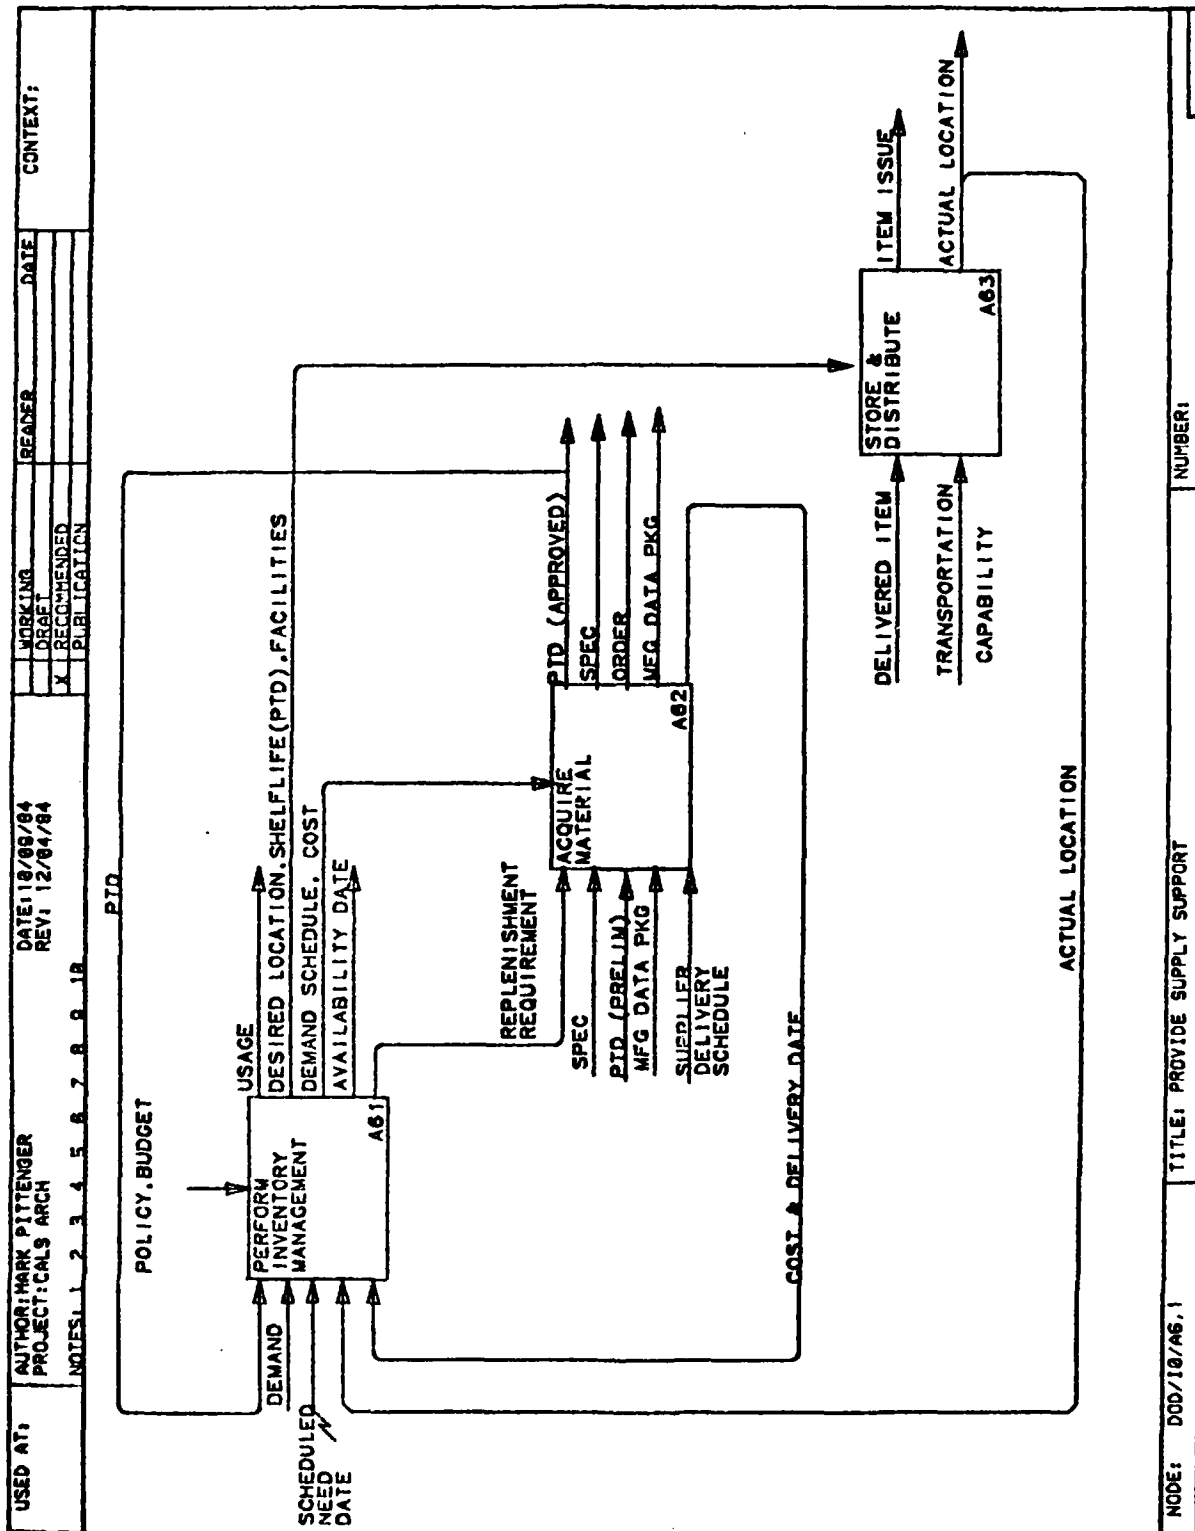 USED AT:
AUTHOR: MARK PITTENGER
PROJECT: CALS ARCH
NOTES: 1 2 3 4 5 6 7 8 9 10
REV: 12/04/84
WORKING
DRAFT
X RECOMMENDED
PUBLICATION
READER DATE
CONTEXT:
PTD
POLICY, BUDGET
DEMAND
SCHEDULED
NEED
DATE
PERFORM
INVENTORY
MANAGEMENT
A61
USAGE
DESIRED LOCATION, SHELFLIFE(PTD), FACILITIES
DEMAND SCHEDULE, COST
AVAILABILITY DATE
REPLENISHMENT
REQUIREMENT
SPEC
PTD (PRELIM)
MFG DATA PKG
SUPPLIER
DELIVERY
SCHEDULE
ACQUIRE
MATERIAL
A62
PTD (APPROVED)
SPEC
ORDER
MFG DATA PKG
COST & DELIVERY DATE
DELIVERED ITEM
TRANSPORTATION
CAPABILITY
STORE &
DISTRIBUTE
A63
ITEM ISSUE
ACTUAL LOCATION
ACTUAL LOCATION
NODE: DOD/10/A6.1
TITLE: PROVIDE SUPPLY SUPPORT
NUMBER: